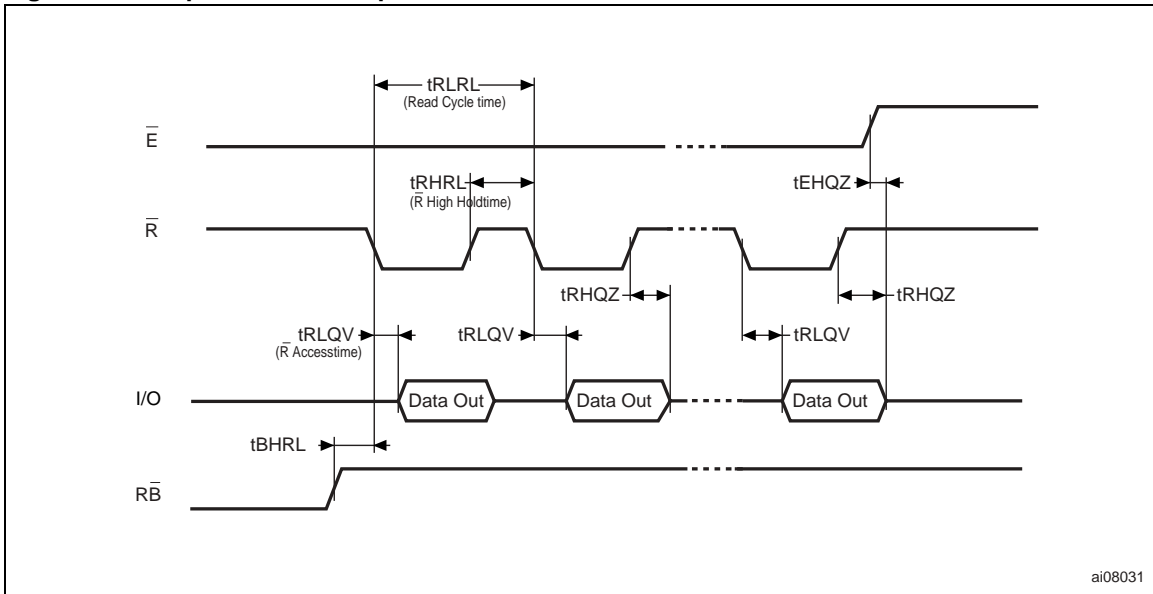 tRLRL
(Read Cycle time)
E̅
tRHRL
(R̅ High Holdtime)
tEHQZ
R̅
tRHQZ
tRHQZ
tRLQV
(R̅ Accesstime)
tRLQV
tRLQV
I/O
Data Out
Data Out
Data Out
tBHRL
RB̅
ai08031